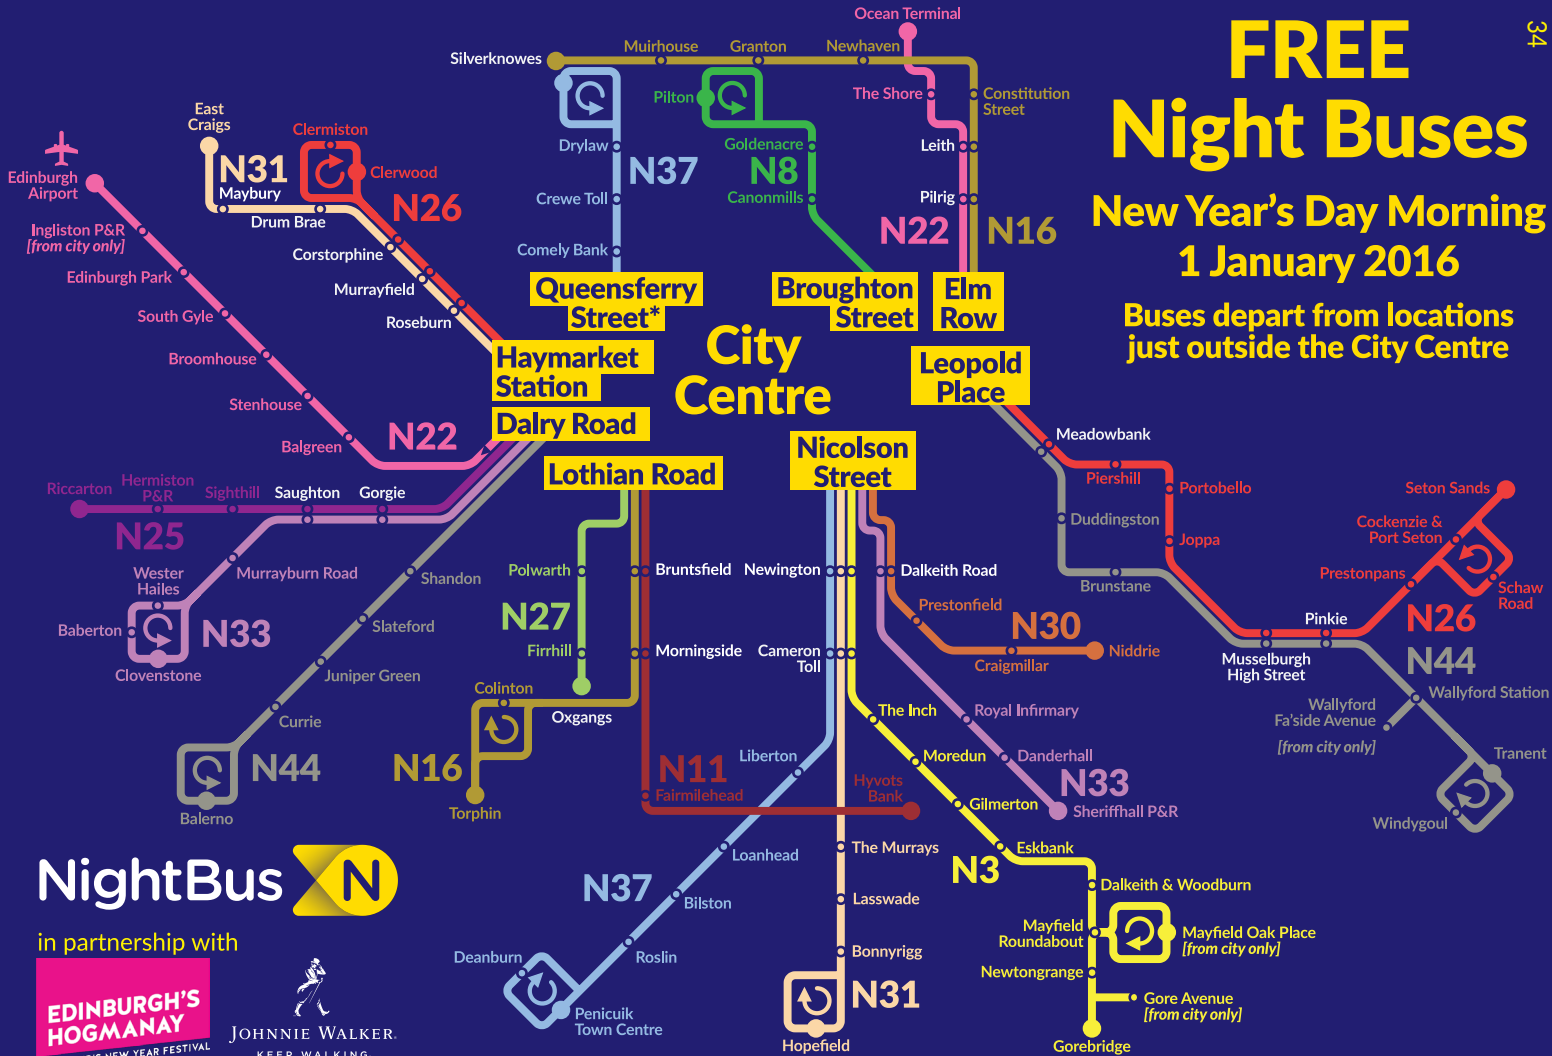 FREE
Night Buses
New Year's Day Morning
1 January 2016
Buses depart from locations
just outside the City Centre
34
Ocean Terminal
Silverknowes
Muirhouse
Granton
Newhaven
Pilton
The Shore
Constitution
Street
East
Craigs
Clermiston
N31
Clerwood
Maybury
N26
Drum Brae
Drylaw
N37
Goldenacre
N8
Leith
Crewe Toll
Canonmills
Pilrig
N22
N16
Comely Bank
Edinburgh
Airport
Ingliston P&R
[from city only]
Corstorphine
Edinburgh Park
Murrayfield
South Gyle
Roseburn
Broomhouse
Stenhouse
Balgreen
N22
Queensferry
Street*
Broughton
Street
Elm
Row
City
Centre
Haymarket
Station
Leopold
Place
Dalry Road
Lothian Road
Nicolson
Street
Riccarton
Hermiston
P&R
Sighthill
Saughton
Gorgie
N25
Wester
Hailes
Murrayburn Road
Shandon
Baberton
N33
Slateford
Clovenstone
Juniper Green
Currie
N44
Balerno
Polwarth
Bruntsfield
N27
Firrhill
Morningside
Colinton
Oxgangs
N16
Torphin
N11
Fairmilehead
Hyvots
Bank
Newington
Dalkeith Road
Prestonfield
N30
Craigmillar
Niddrie
Cameron
Toll
The Inch
Royal Infirmary
Liberton
Moredun
Danderhall
N33
Sheriffhall P&R
Gilmerton
Meadowbank
Piershill
Portobello
Duddingston
Joppa
Brunstane
Seton Sands
Cockenzie &
Port Seton
Prestonpans
Schaw
Road
N26
Pinkie
Musselburgh
High Street
N44
Wallyford Station
Wallyford
Fa'side Avenue
[from city only]
Tranent
Windygoul
Loanhead
The Murrays
Eskbank
N3
N37
Bilston
Lasswade
Dalkeith & Woodburn
Mayfield
Roundabout
Mayfield Oak Place
[from city only]
Roslin
Bonnyrigg
Newtongrange
Deanburn
Gore Avenue
[from city only]
Penicuik
Town Centre
N31
Hopefield
Gorebridge
NightBus N
in partnership with
EDINBURGH'S
HOGMANAY
NEW YEAR FESTIVAL
JOHNNIE WALKER.
KEEP WALKING.